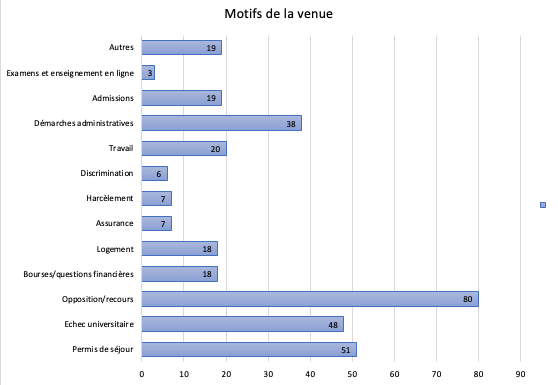 Motifs de la venue
Autres 19
Examens et enseignement en ligne 3
Admissions 19
Démarches administratives 38
Travail 20
Discrimination 6
Harcèlement 7
Assurance 7
Logement 18
Bourses/questions financières 18
Opposition/recours 80
Echec universitaire 48
Permis de séjour 51
0 10 20 30 40 50 60 70 80 90